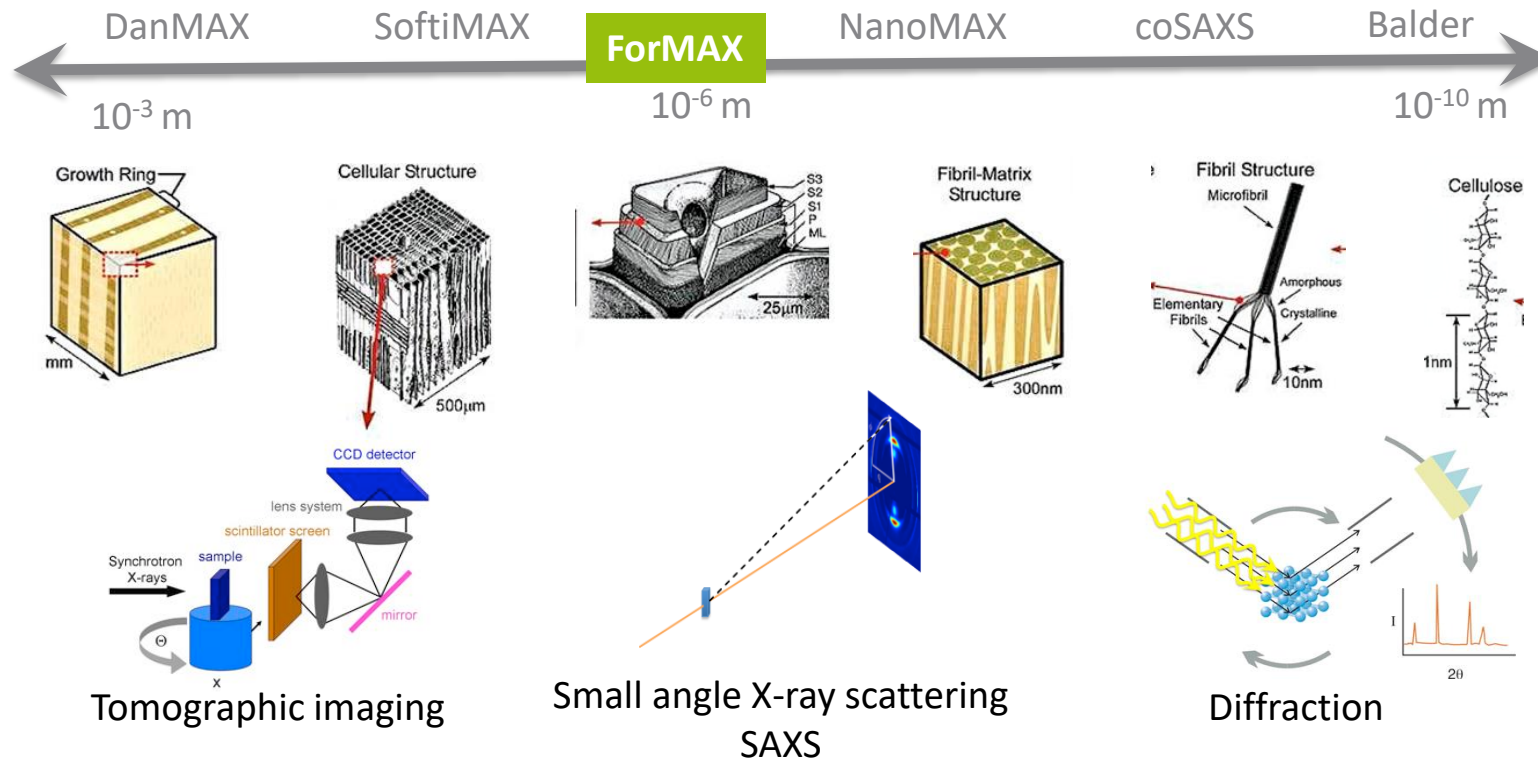 DanMAX
SoftiMAX
ForMAX
NanoMAX
coSAXS
Balder
10⁻³ m
10⁻⁶ m
10⁻¹⁰ m
Growth Ring
mm
Cellular Structure
500μm
S3
S2
S1
P
ML
25μm
Fibril-Matrix
Structure
300nm
e
Fibril Structure
Microfibril
Amorphous
Elementary
Fibrils
Crystalline
10nm
Cellulose
1nm
CCD detector
lens system
scintillator screen
sample
Synchrotron
X-rays
mirror
Θ
x
I
2θ
Tomographic imaging
Small angle X-ray scattering
SAXS
Diffraction